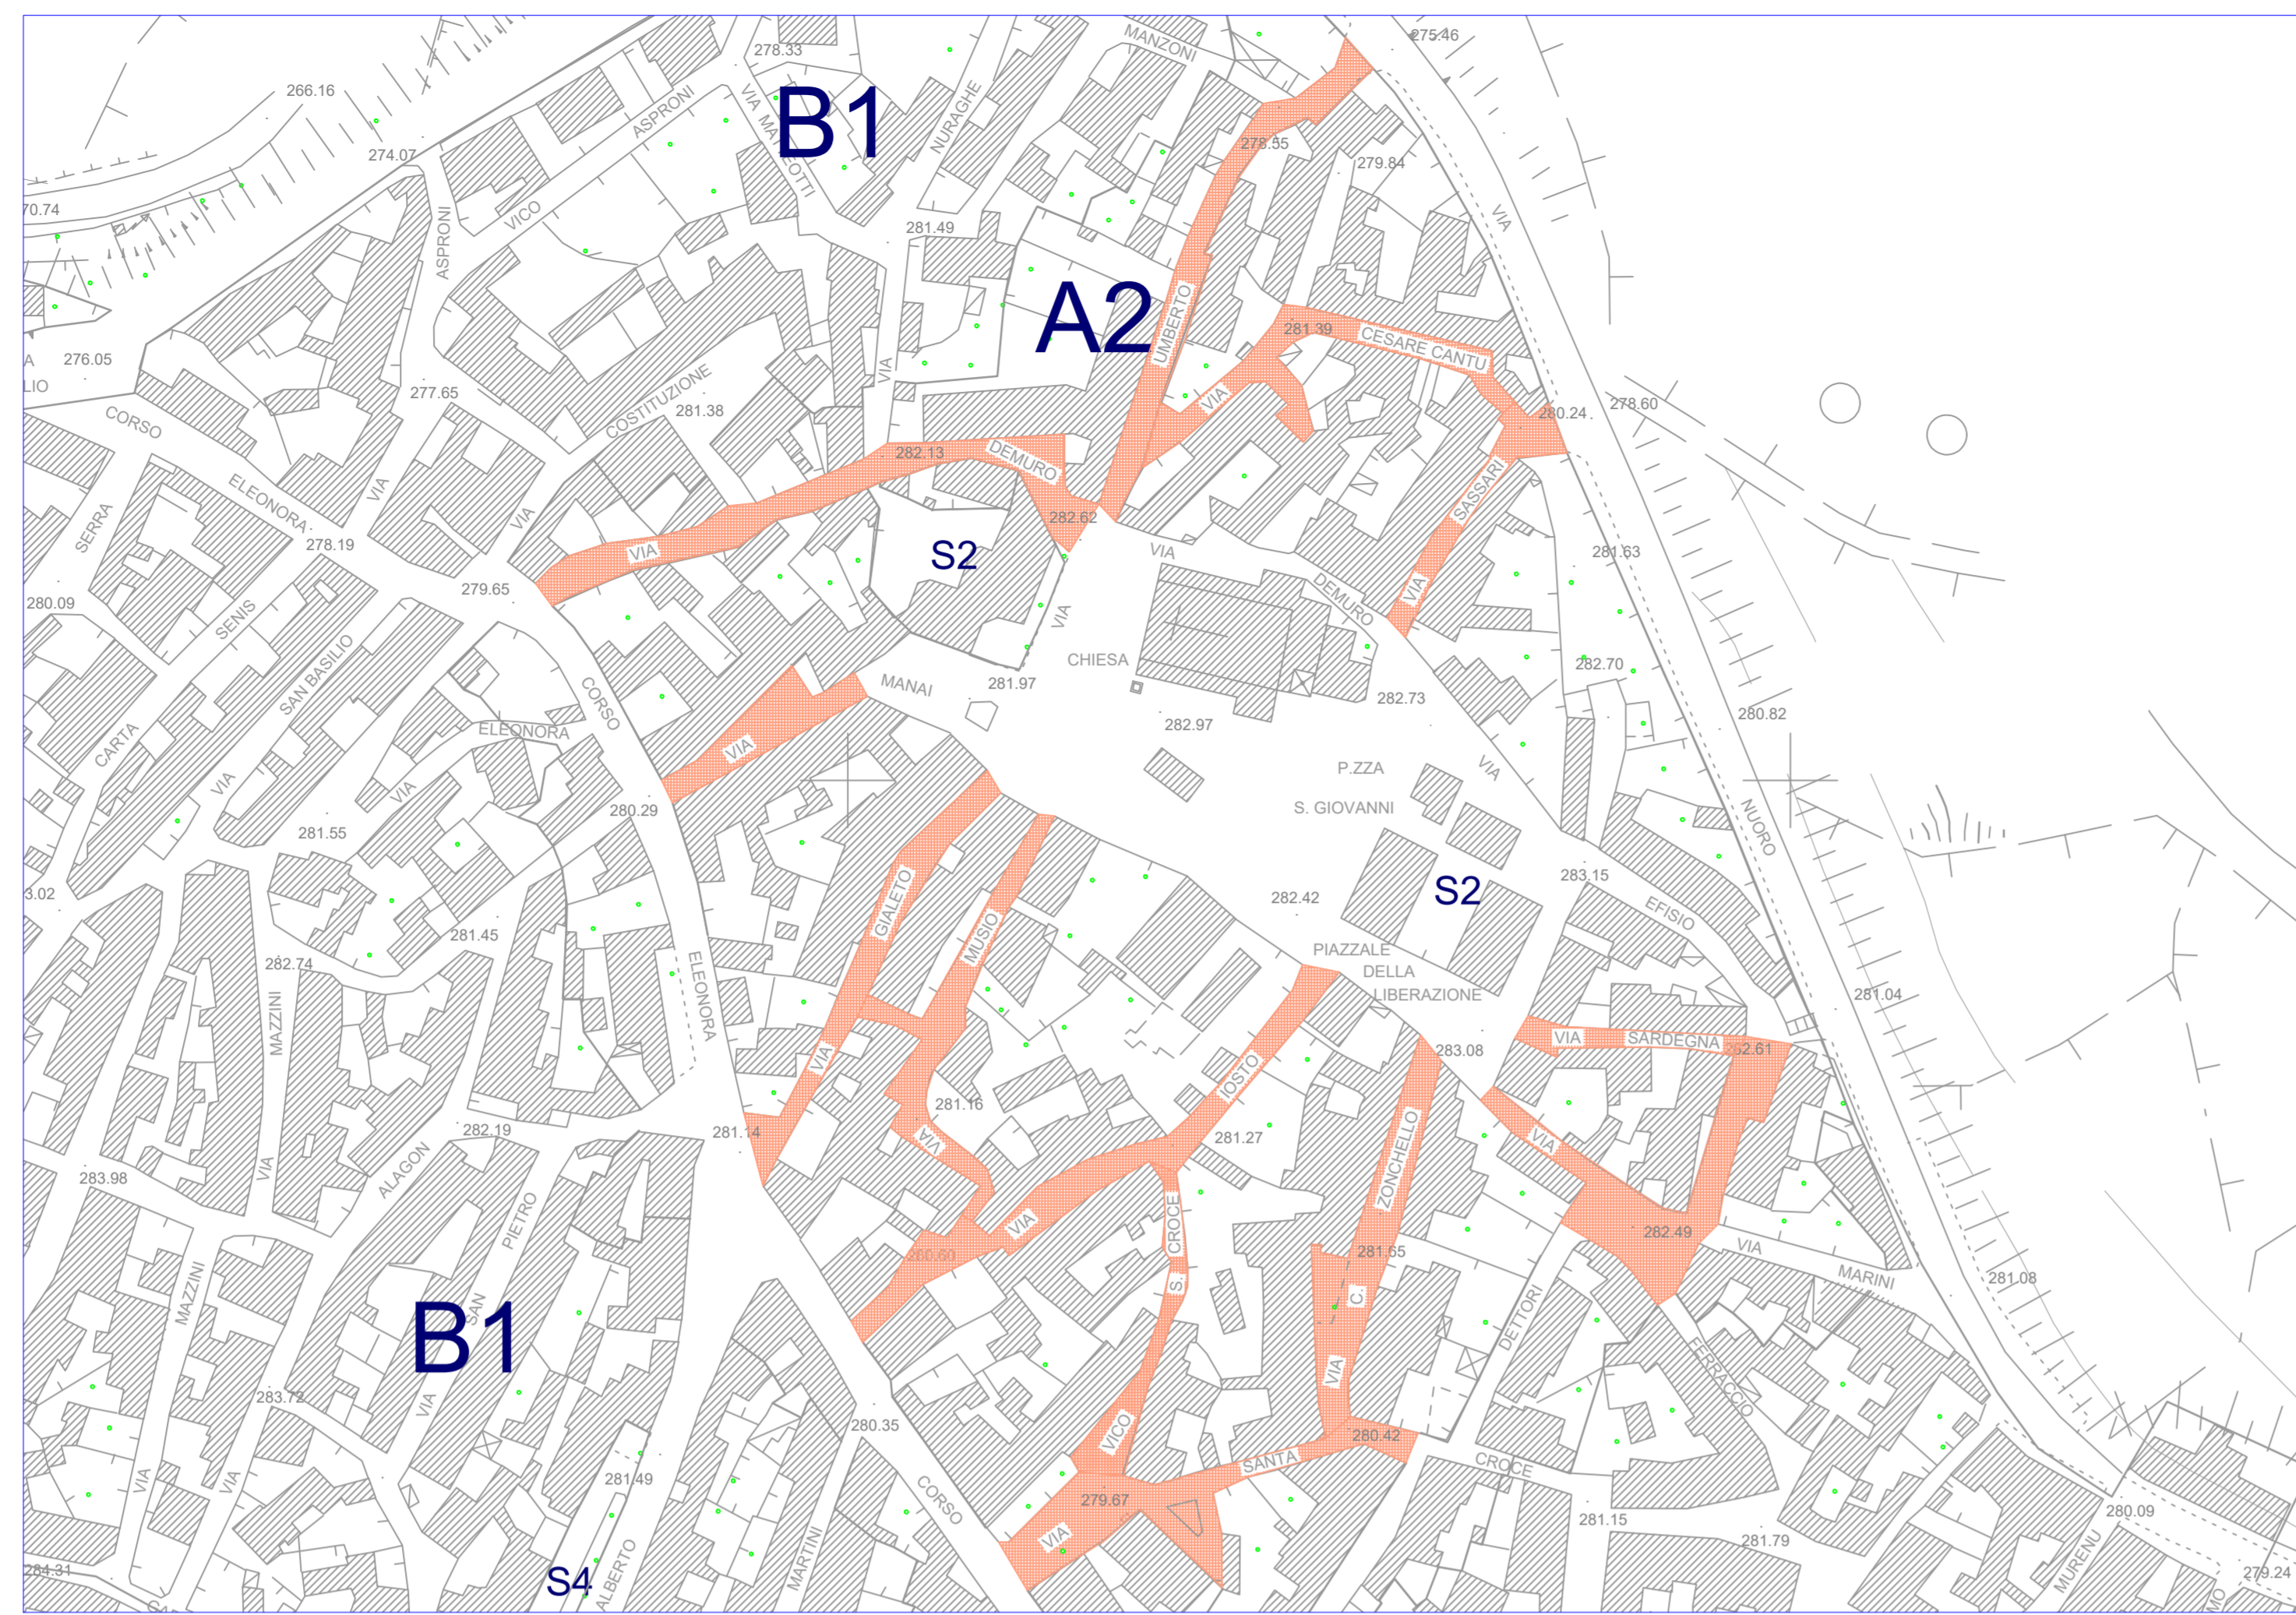 MANZONI
275.46
278.33
266.16
B1
VIA
ASPRONI
NURAGHE
278.55
274.07
279.84
70.74
VICO
VIA
ASPRONI
281.49
A2
UMBERTO
281.39
CESARE CANTU
276.05
LIO
277.65
COSTITUZIONE
VIA
VIA
281.38
CORSO
280.24
278.60
282.13
DEMURO
ELEONORA
VIA
SASSARI
SERRA
VIA
282.62
278.19
VIA
S2
VIA
281.63
279.65
VIA
DEMURO
280.09
SENIS
VIA
SAN BASILIO
CHIESA
282.70
MANAI
281.97
282.73
CORSO
280.82
ELEONORA
282.97
CARTA
VIA
P.ZZA
VIA
VIA
VIA
S. GIOVANNI
280.29
NUORO
281.55
GIALETO
283.15
S2
3.02
282.42
EFISIO
281.45
MUSIO
PIAZZALE
282.74
DELLA
ELEONORA
LIBERAZIONE
281.04
MAZZINI
VIA
SARDEGNA
VIA
283.08
IOSTO
281.16
281.14
282.19
281.27
VIA
VIA
ZONCHELLO
VIA
ALAGON
283.98
PIETRO
VIA
CROCE
282.49
VIA
280.60
281.65
MARINI
281.08
S.
C.
MAZZINI
SAN
B1
DETTORI
VIA
FERRACCIO
283.72
VIA
280.35
VICO
280.42
SANTA
CROCE
VIA
VIA
281.49
CORSO
279.67
280.09
281.15
VIA
281.79
MARTINI
284.31
S4
ALBERTO
MURENU
279.24
MO